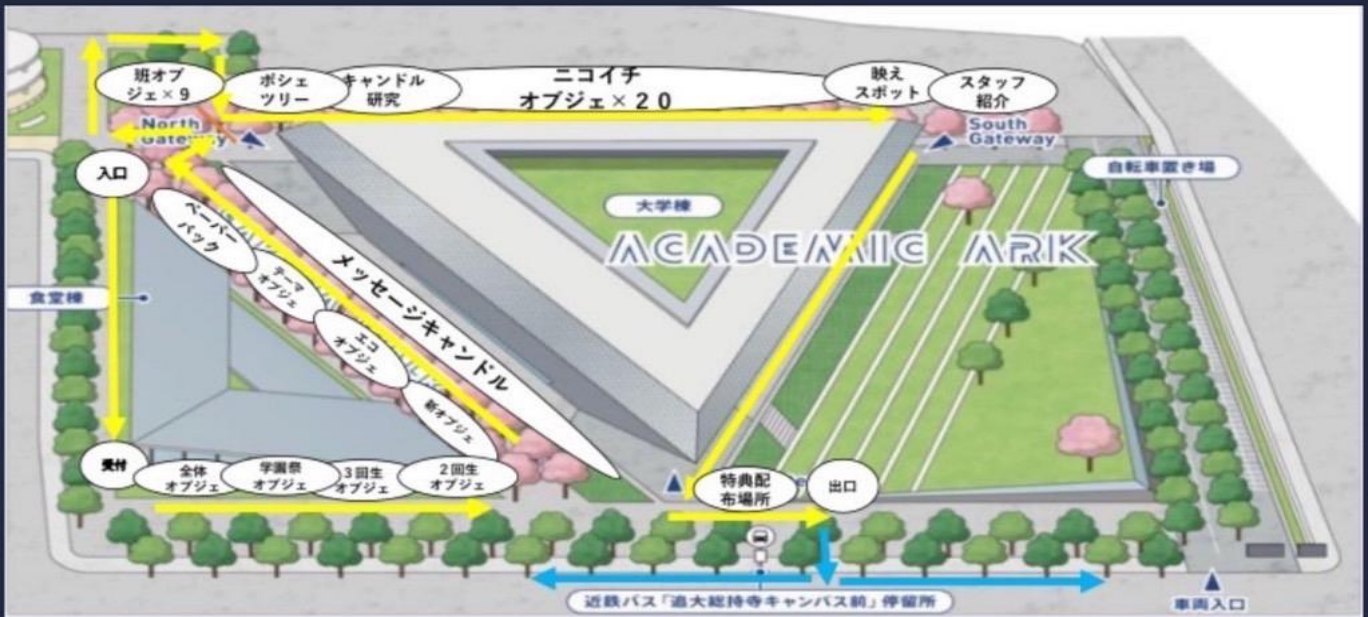 班オブ
ジェ×9
ポシェ
ツリー
キャンドル
研究
ニコイチ
オブジェ×20
映え
スポット
スタッフ
紹介
North
Gateway
South
Gateway
入口
自転車置き場
大学棟
ペーパー
バック
ACADEMIC ARK
メッセージキャンドル
テーマ
オブジェ
食堂棟
エコ
オブジェ
新オブジェ
受付
全体
オブジェ
学園祭
オブジェ
3回生
オブジェ
2回生
オブジェ
特典配
布場所
出口
近鉄バス「追大総持寺キャンパス前」停留所
車両入口